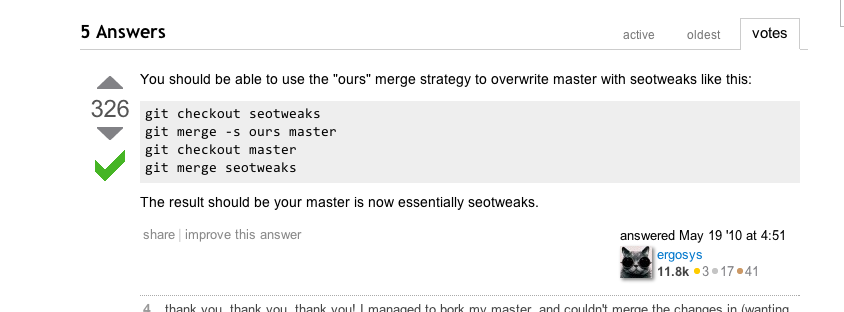 5 Answers
active oldest votes
You should be able to use the "ours" merge strategy to overwrite master with seotweaks like this:
326
git checkout seotweaks
git merge -s ours master
git checkout master
git merge seotweaks
The result should be your master is now essentially seotweaks.
share improve this answer
answered May 19 '10 at 4:51
ergosys
11.8k 3 17 41
4 thank you, thank you, thank you! I managed to bork my master, and couldn't merge the changes in (wanting